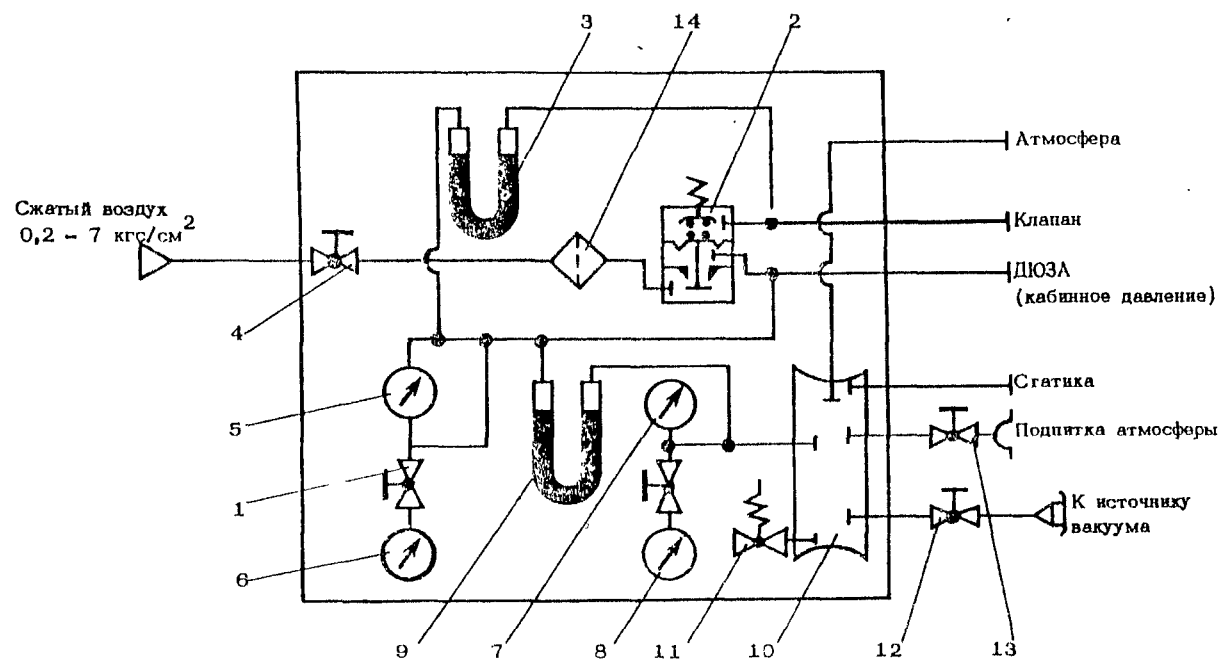 3 14 2
Атмосфера
Сжатый воздух
0,2 - 7 кгс/см²
Клапан
ДЮЗА
(кабинное давление)
4
Статика
5
Подпитка атмосферы
1
К источнику
вакуума
6
9 7 8 11 10 12 13